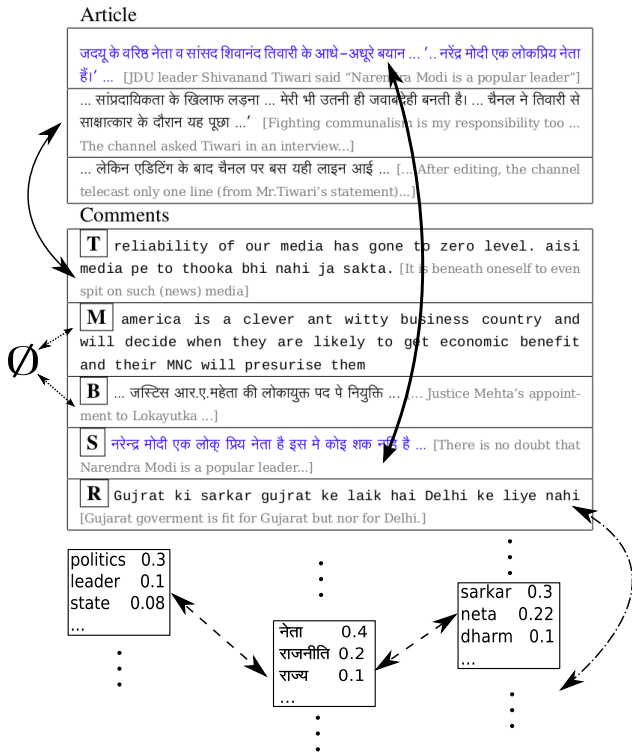 Article
जदयू के वरिष्ठ नेता व सांसद शिवानंद तिवारी के आधे-अधूरे बयान ... ‘.. नरेंद्र मोदी एक लोकप्रिय नेता
हैं।’ ... [JDU leader Shivanand Tiwari said “Narendra Modi is a popular leader”]
... सांप्रदायिकता के खिलाफ लड़ना ... मेरी भी उतनी ही जवाबदेही बनती है। ... चैनल ने तिवारी से
साक्षात्कार के दौरान यह पूछा ...’ [Fighting communalism is my responsibility too ...
The channel asked Tiwari in an interview...]
... लेकिन एडिटिंग के बाद चैनल पर बस यही लाइन आई ... [... After editing, the channel
telecast only one line (from Mr.Tiwari’s statement)...]
Comments
T reliability of our media has gone to zero level. aisi
media pe to thooka bhi nahi ja sakta. [It is beneath oneself to even
spit on such (news) media]
M america is a clever ant witty business country and
will decide when they are likely to get economic benefit
and their MNC will presurise them
Ø
B ... जस्टिस आर.ए.महेता की लोकायुक्त पद पे नियुक्ति ... [... Justice Mehta’s appoint-
ment to Lokayutka ...]
S नरेन्द्र मोदी एक लोक् प्रिय नेता है इस मे कोइ शक नहि है ... [There is no doubt that
Narendra Modi is a popular leader...]
R Gujrat ki sarkar gujrat ke laik hai Delhi ke liye nahi
[Gujarat goverment is fit for Gujarat but nor for Delhi.]
politics 0.3
leader 0.1
state 0.08
...
नेता 0.4
राजनीति 0.2
राज्य 0.1
...
sarkar 0.3
neta 0.22
dharm 0.1
...